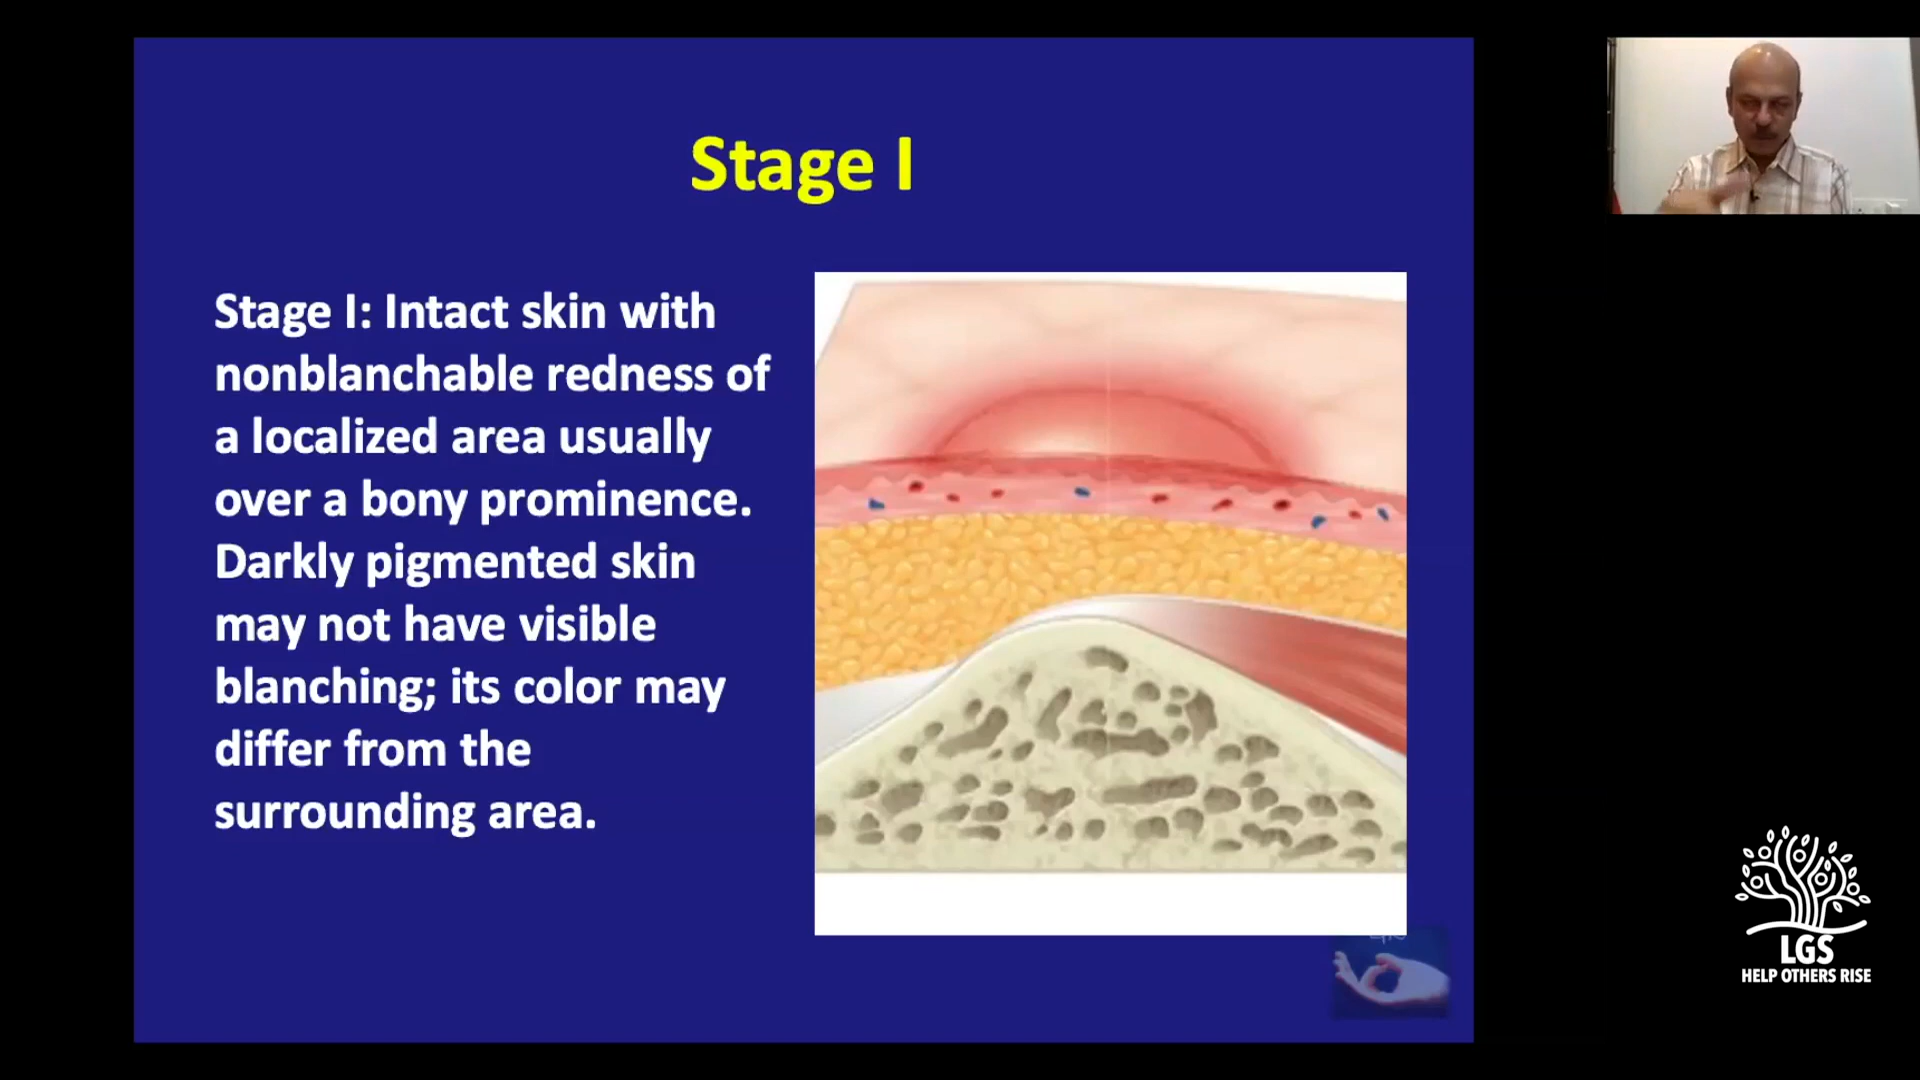 Stage I
Stage I: Intact skin with
nonblanchable redness of
a localized area usually
over a bony prominence.
Darkly pigmented skin
may not have visible
blanching; its color may
differ from the
surrounding area.
LGS
HELP OTHERS RISE